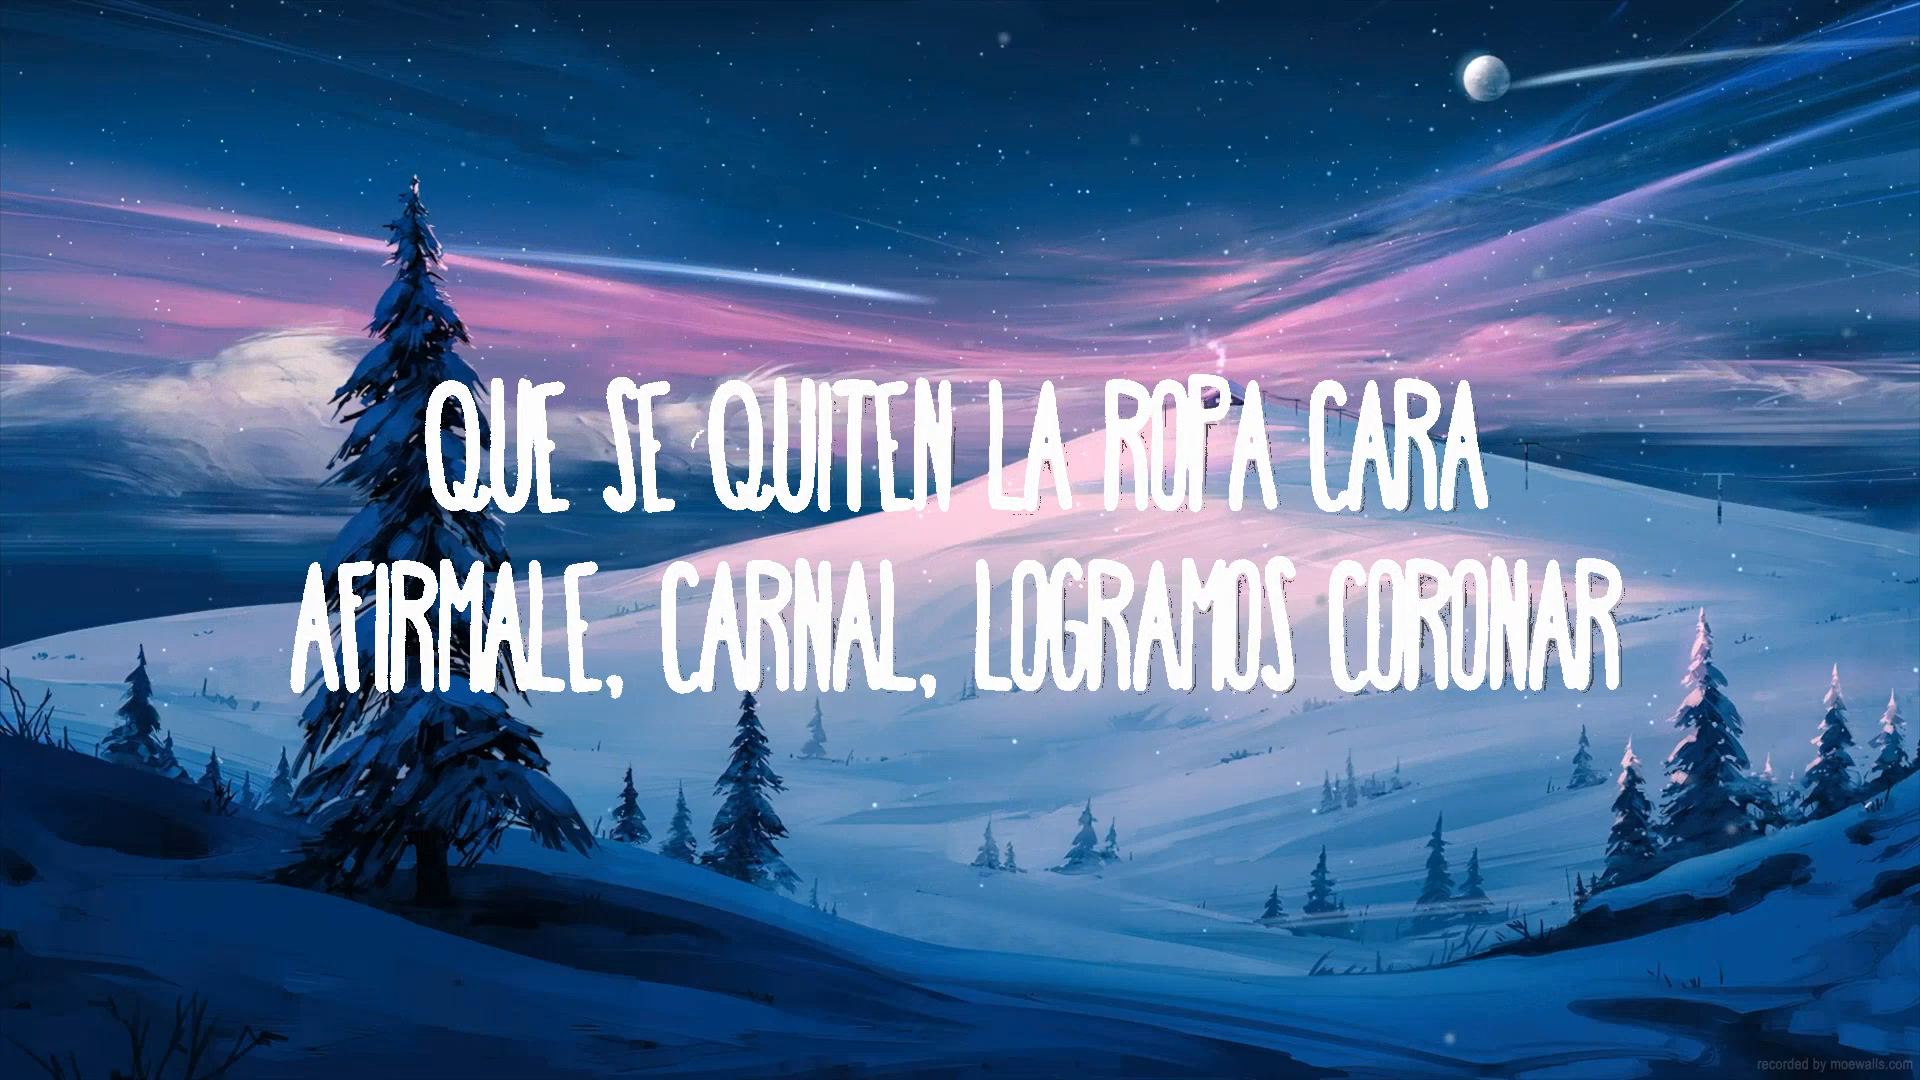 QUE SE QUITEN LA ROPA CARA
AFIRMALE, CARNAL, LOGRAMOS CORONAR
recorded by moewalls.com